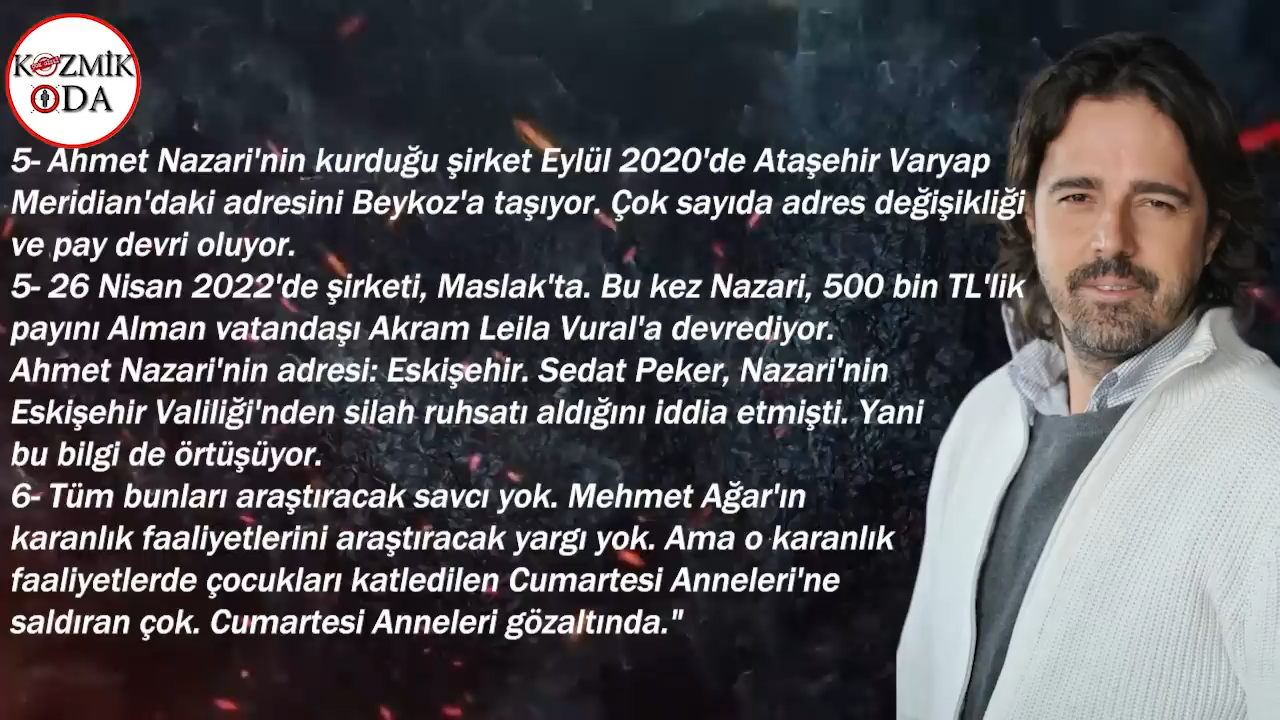 KOZMİK
ODA
5- Ahmet Nazari'nin kurduğu şirket Eylül 2020'de Ataşehir Varyap
Meridian'daki adresini Beykoz'a taşıyor. Çok sayıda adres değişikliği
ve pay devri oluyor.
5- 26 Nisan 2022'de şirketi, Maslak'ta. Bu kez Nazari, 500 bin TL'lik
payını Alman vatandaşı Akram Leila Vural'a devrediyor.
Ahmet Nazari'nin adresi: Eskişehir. Sedat Peker, Nazari'nin
Eskişehir Valiliği'nden silah ruhsatı aldığını iddia etmişti. Yani
bu bilgi de örtüşüyor.
6- Tüm bunları araştıracak savcı yok. Mehmet Ağar'ın
karanlık faaliyetlerini araştıracak yargı yok. Ama o karanlık
faaliyetlerde çocukları katledilen Cumartesi Anneleri'ne
saldıran çok. Cumartesi Anneleri gözaltında."